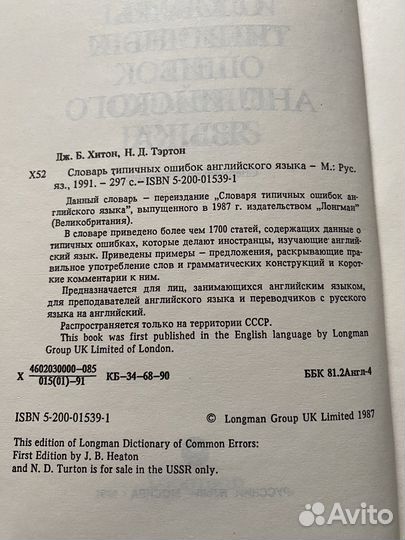 Дж. Б. Хитон, Н. Д. Тэртон
Х52 Словарь типичных ошибок английского языка – М.: Рус.
яз., 1991. – 297 с.–ISBN 5-200-01539-1
Данный словарь – переиздание „Словаря типичных ошибок ан-
глийского языка", выпущенного в 1987 г. издательством „Лонгман"
(Великобритания).
В словаре приведено более чем 1700 статей, содержащих данные о
типичных ошибках, которые делают иностранцы, изучающие англий-
ский язык. Приведены примеры – предложения, раскрывающие пра-
вильное употребление слов и грамматических конструкций и корот-
кие комментарии к ним.
Предназначается для лиц, занимающихся английским языком,
для преподавателей английского языка и переводчиков с русского
языка на английский.
Распространяется только на территории СССР.
This book was first published in the English language by Longman
Group UK Limited of London.
Х 4602030000–085
015(01)–91 КБ–34–68–90 ББК 81.2Англ-4
ISBN 5-200-01539-1 © Longman Group UK Limited 1987
This edition of Longman Dictionary of Common Errors:
First Edition by J. B. Heaton
and N. D. Turton is for sale in the USSR only.
Avito